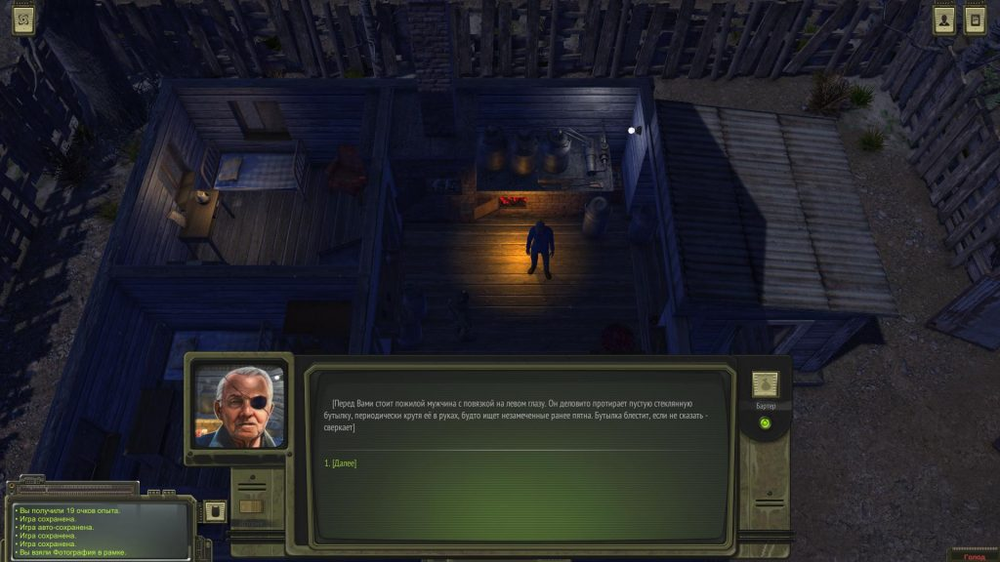 [Перед Вами стоит пожилой мужчина с повязкой на левом глазу. Он деловито протирает пустую стеклянную
бутылку, периодически крутя её в руках, будто ищет незамеченные ранее пятна. Бутылка блестит, если не сказать -
сверкает]
1. [Далее]
Бартер
• Вы получили 19 очков опыта.
• Игра сохранена.
• Игра авто-сохранена.
• Игра сохранена.
• Игра сохранена.
• Вы взяли Фотография в рамке.
Голод